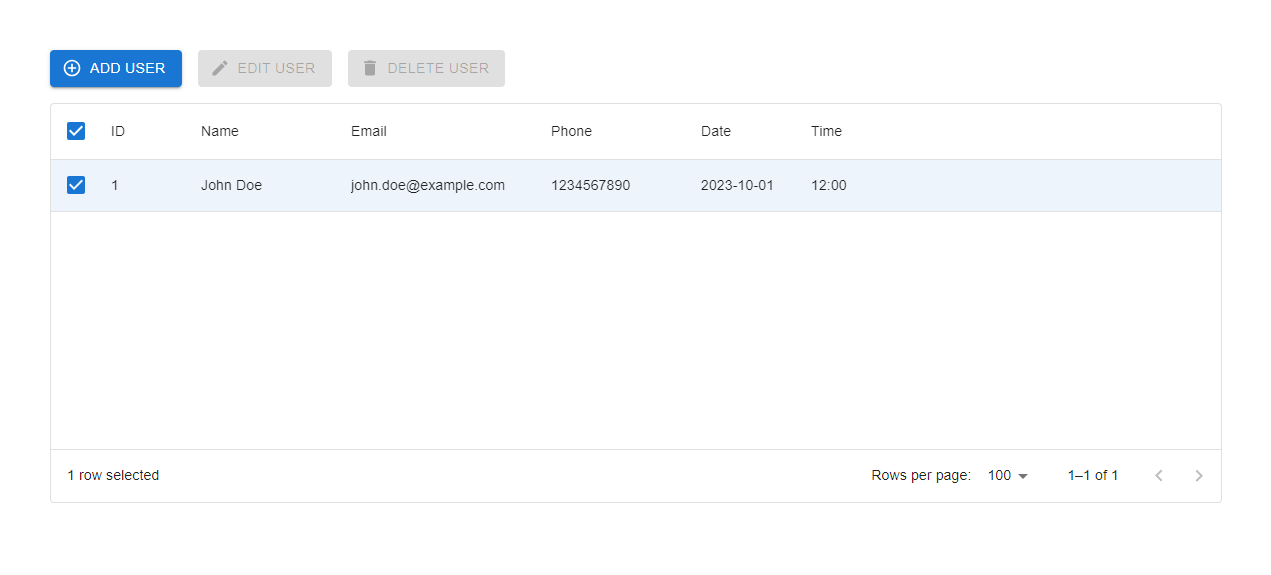 ADD USER EDIT USER DELETE USER
ID Name Email Phone Date Time
1 John Doe john.doe@example.com 1234567890 2023-10-01 12:00
1 row selected Rows per page: 100 1–1 of 1